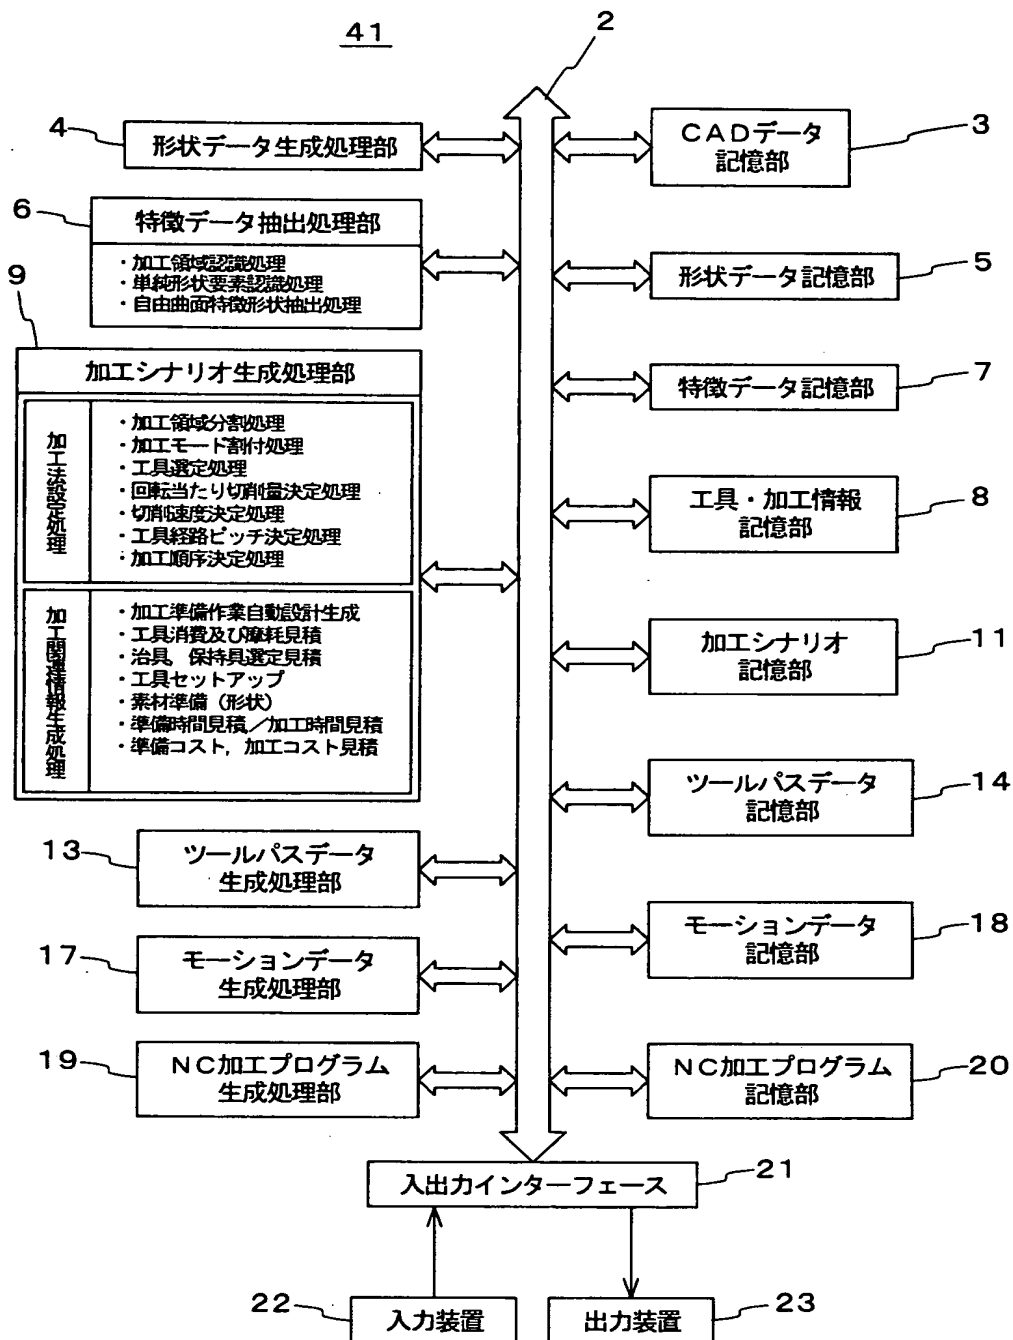 41
2
4
形状データ生成処理部
CADデータ
記憶部
3
6
特徴データ抽出処理部
・加工領域認識処理
・単純形状要素認識処理
・自由曲面特徴形状抽出処理
形状データ記憶部
5
9
加工シナリオ生成処理部
加工法設定処理
・加工領域分割処理
・加工モード割付処理
・工具選定処理
・回転当たり切削量決定処理
・切削速度決定処理
・工具経路ピッチ決定処理
・加工順序決定処理
加工関連情報生成処理
・加工準備作業自動設計生成
・工具消費及び摩耗見積
・治具，保持具選定見積
・工具セットアップ
・素材準備（形状）
・準備時間見積／加工時間見積
・準備コスト，加工コスト見積
特徴データ記憶部
7
工具・加工情報
記憶部
8
加工シナリオ
記憶部
11
ツールパスデータ
記憶部
14
13
ツールパスデータ
生成処理部
モーションデータ
記憶部
18
17
モーションデータ
生成処理部
19
NC加工プログラム
生成処理部
NC加工プログラム
記憶部
20
入出力インターフェース
21
22
入力装置
出力装置
23